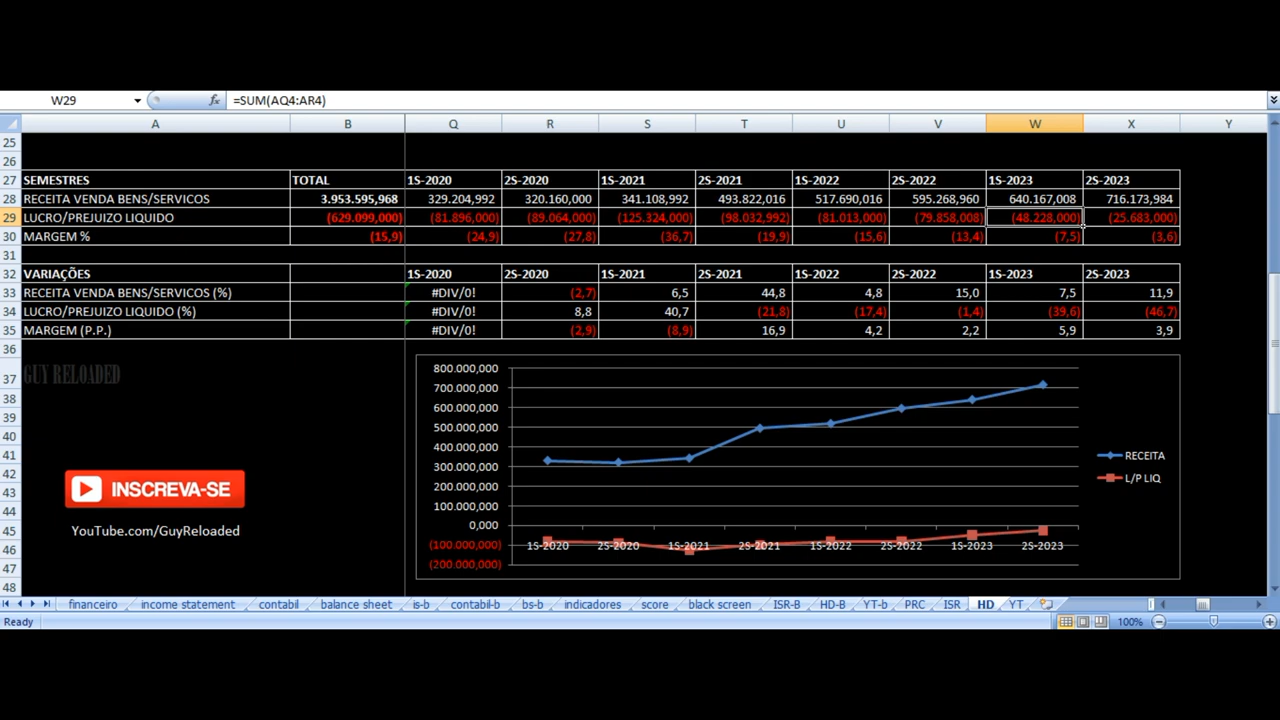 W29 fx =SUM(AQ4:AR4)
A B Q R S T U V W X Y
25
26
27 SEMESTRES TOTAL 1S-2020 2S-2020 1S-2021 2S-2021 1S-2022 2S-2022 1S-2023 2S-2023
28 RECEITA VENDA BENS/SERVICOS 3.953.595,968 329.204,992 320.160,000 341.108,992 493.822,016 517.690,016 595.268,960 640.167,008 716.173,984
29 LUCRO/PREJUIZO LIQUIDO (629.099,000) (81.896,000) (89.064,000) (125.324,000) (98.032,992) (81.013,000) (79.858,008) (48.228,000) (25.683,000)
30 MARGEM % (15,9) (24,9) (27,8) (36,7) (19,9) (15,6) (13,4) (7,5) (3,6)
31
32 VARIAÇÕES 1S-2020 2S-2020 1S-2021 2S-2021 1S-2022 2S-2022 1S-2023 2S-2023
33 RECEITA VENDA BENS/SERVICOS (%) #DIV/0! (2,7) 6,5 44,8 4,8 15,0 7,5 11,9
34 LUCRO/PREJUIZO LIQUIDO (%) #DIV/0! 8,8 40,7 (21,8) (17,4) (1,4) (39,6) (46,7)
35 MARGEM (P.P.) #DIV/0! (2,9) (8,9) 16,9 4,2 2,2 5,9 3,9
36
37 GUY RELOADED
38
39
40
41
42
43
44
45
46
47
48
800.000,000
700.000,000
600.000,000
500.000,000
400.000,000
300.000,000
200.000,000
100.000,000
0,000
(100.000,000)
(200.000,000)
1S-2020 2S-2020 1S-2021 2S-2021 1S-2022 2S-2022 1S-2023 2S-2023
RECEITA
L/P LIQ
INSCREVA-SE
YouTube.com/GuyReloaded
financeiro income statement contabil balance sheet is-b contabil-b bs-b indicadores score black screen ISR-B HD-B YT-b PRC ISR HD YT
Ready 100%